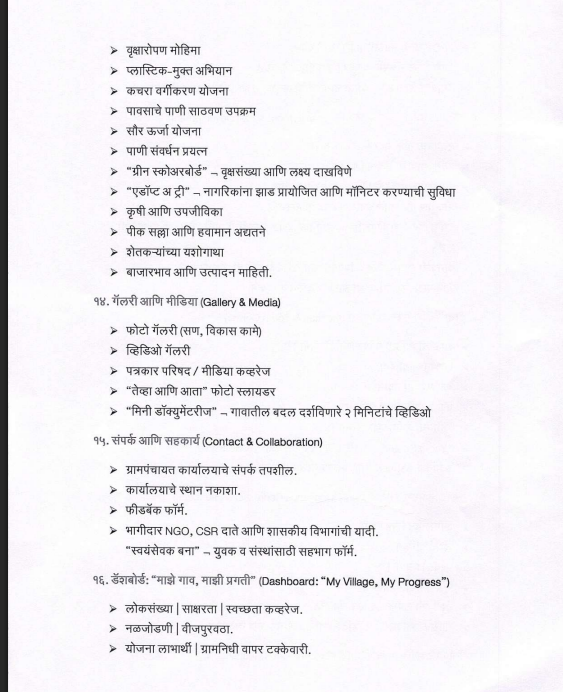 ➢ वृक्षारोपण मोहिमा
➢ प्लास्टिक-मुक्त अभियान
➢ कचरा वर्गीकरण योजना
➢ पावसाचे पाणी साठवण उपक्रम
➢ सौर ऊर्जा योजना
➢ पाणी संवर्धन प्रयत्न
➢ "ग्रीन स्कोअरबोर्ड" – वृक्षसंख्या आणि लक्ष्य दाखविणे
➢ "एडॉप्ट अ ट्री" – नागरिकांना झाड प्रायोजित आणि मॉनिटर करण्याची सुविधा
➢ कृषी आणि उपजीविका
➢ पीक सल्ला आणि हवामान अद्यतने
➢ शेतकऱ्यांच्या यशोगाथा
➢ बाजारभाव आणि उत्पादन माहिती.
१४. गॅलरी आणि मीडिया (Gallery & Media)
➢ फोटो गॅलरी (सण, विकास कामे)
➢ व्हिडिओ गॅलरी
➢ पत्रकार परिषद / मीडिया कव्हरेज
➢ "तेव्हा आणि आता" फोटो स्लायडर
➢ "मिनी डॉक्युमेंटरीज" – गावातील बदल दर्शविणारे २ मिनिटांचे व्हिडिओ
१५. संपर्क आणि सहकार्य (Contact & Collaboration)
➢ ग्रामपंचायत कार्यालयाचे संपर्क तपशील.
➢ कार्यालयाचे स्थान नकाशा.
➢ फीडबॅक फॉर्म.
➢ भागीदार NGO, CSR दाते आणि शासकीय विभागांची यादी.
"स्वयंसेवक बना" – युवक व संस्थांसाठी सहभाग फॉर्म.
१६. डॅशबोर्ड: "माझे गाव, माझी प्रगती" (Dashboard: "My Village, My Progress")
➢ लोकसंख्या | साक्षरता | स्वच्छता कव्हरेज.
➢ नळजोडणी | वीजपुरवठा.
➢ योजना लाभार्थी | ग्रामनिधी वापर टक्केवारी.